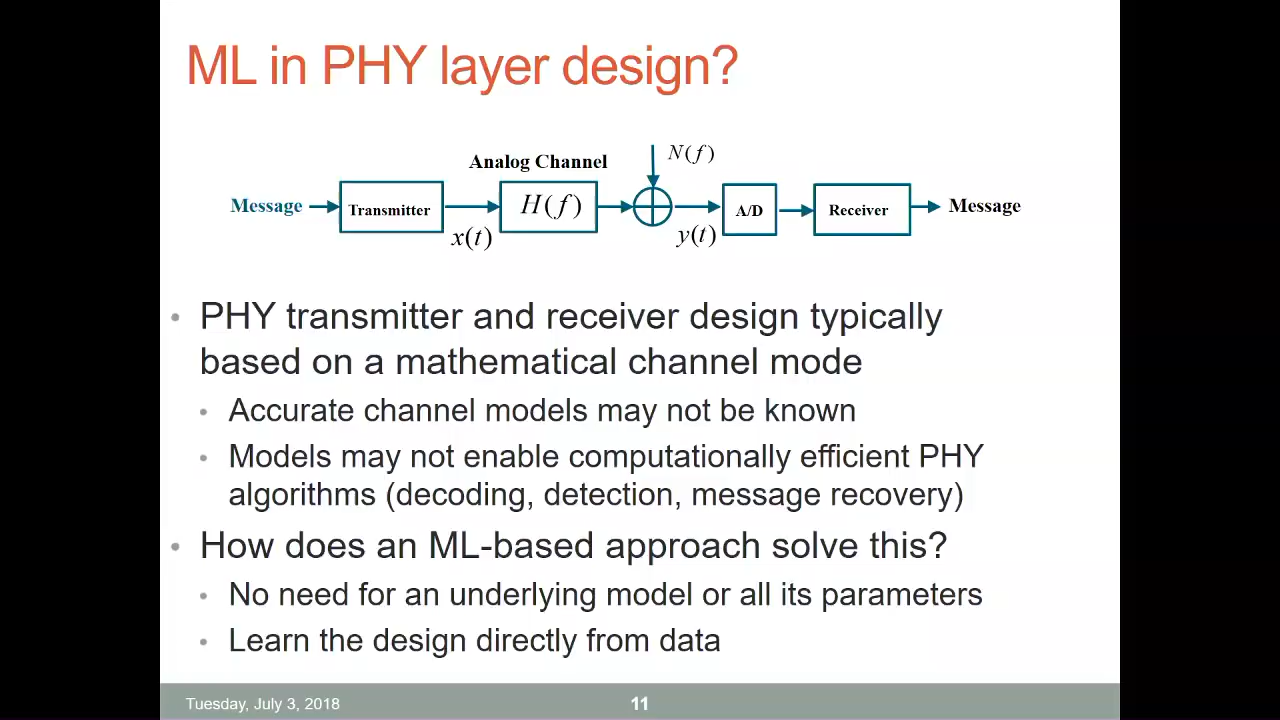 ML in PHY layer design?
Analog Channel
N(f)
Message
Transmitter
x(t)
H(f)
y(t)
A/D
Receiver
Message
• PHY transmitter and receiver design typically
based on a mathematical channel mode
• Accurate channel models may not be known
• Models may not enable computationally efficient PHY
algorithms (decoding, detection, message recovery)
• How does an ML-based approach solve this?
• No need for an underlying model or all its parameters
• Learn the design directly from data
Tuesday, July 3, 2018
11